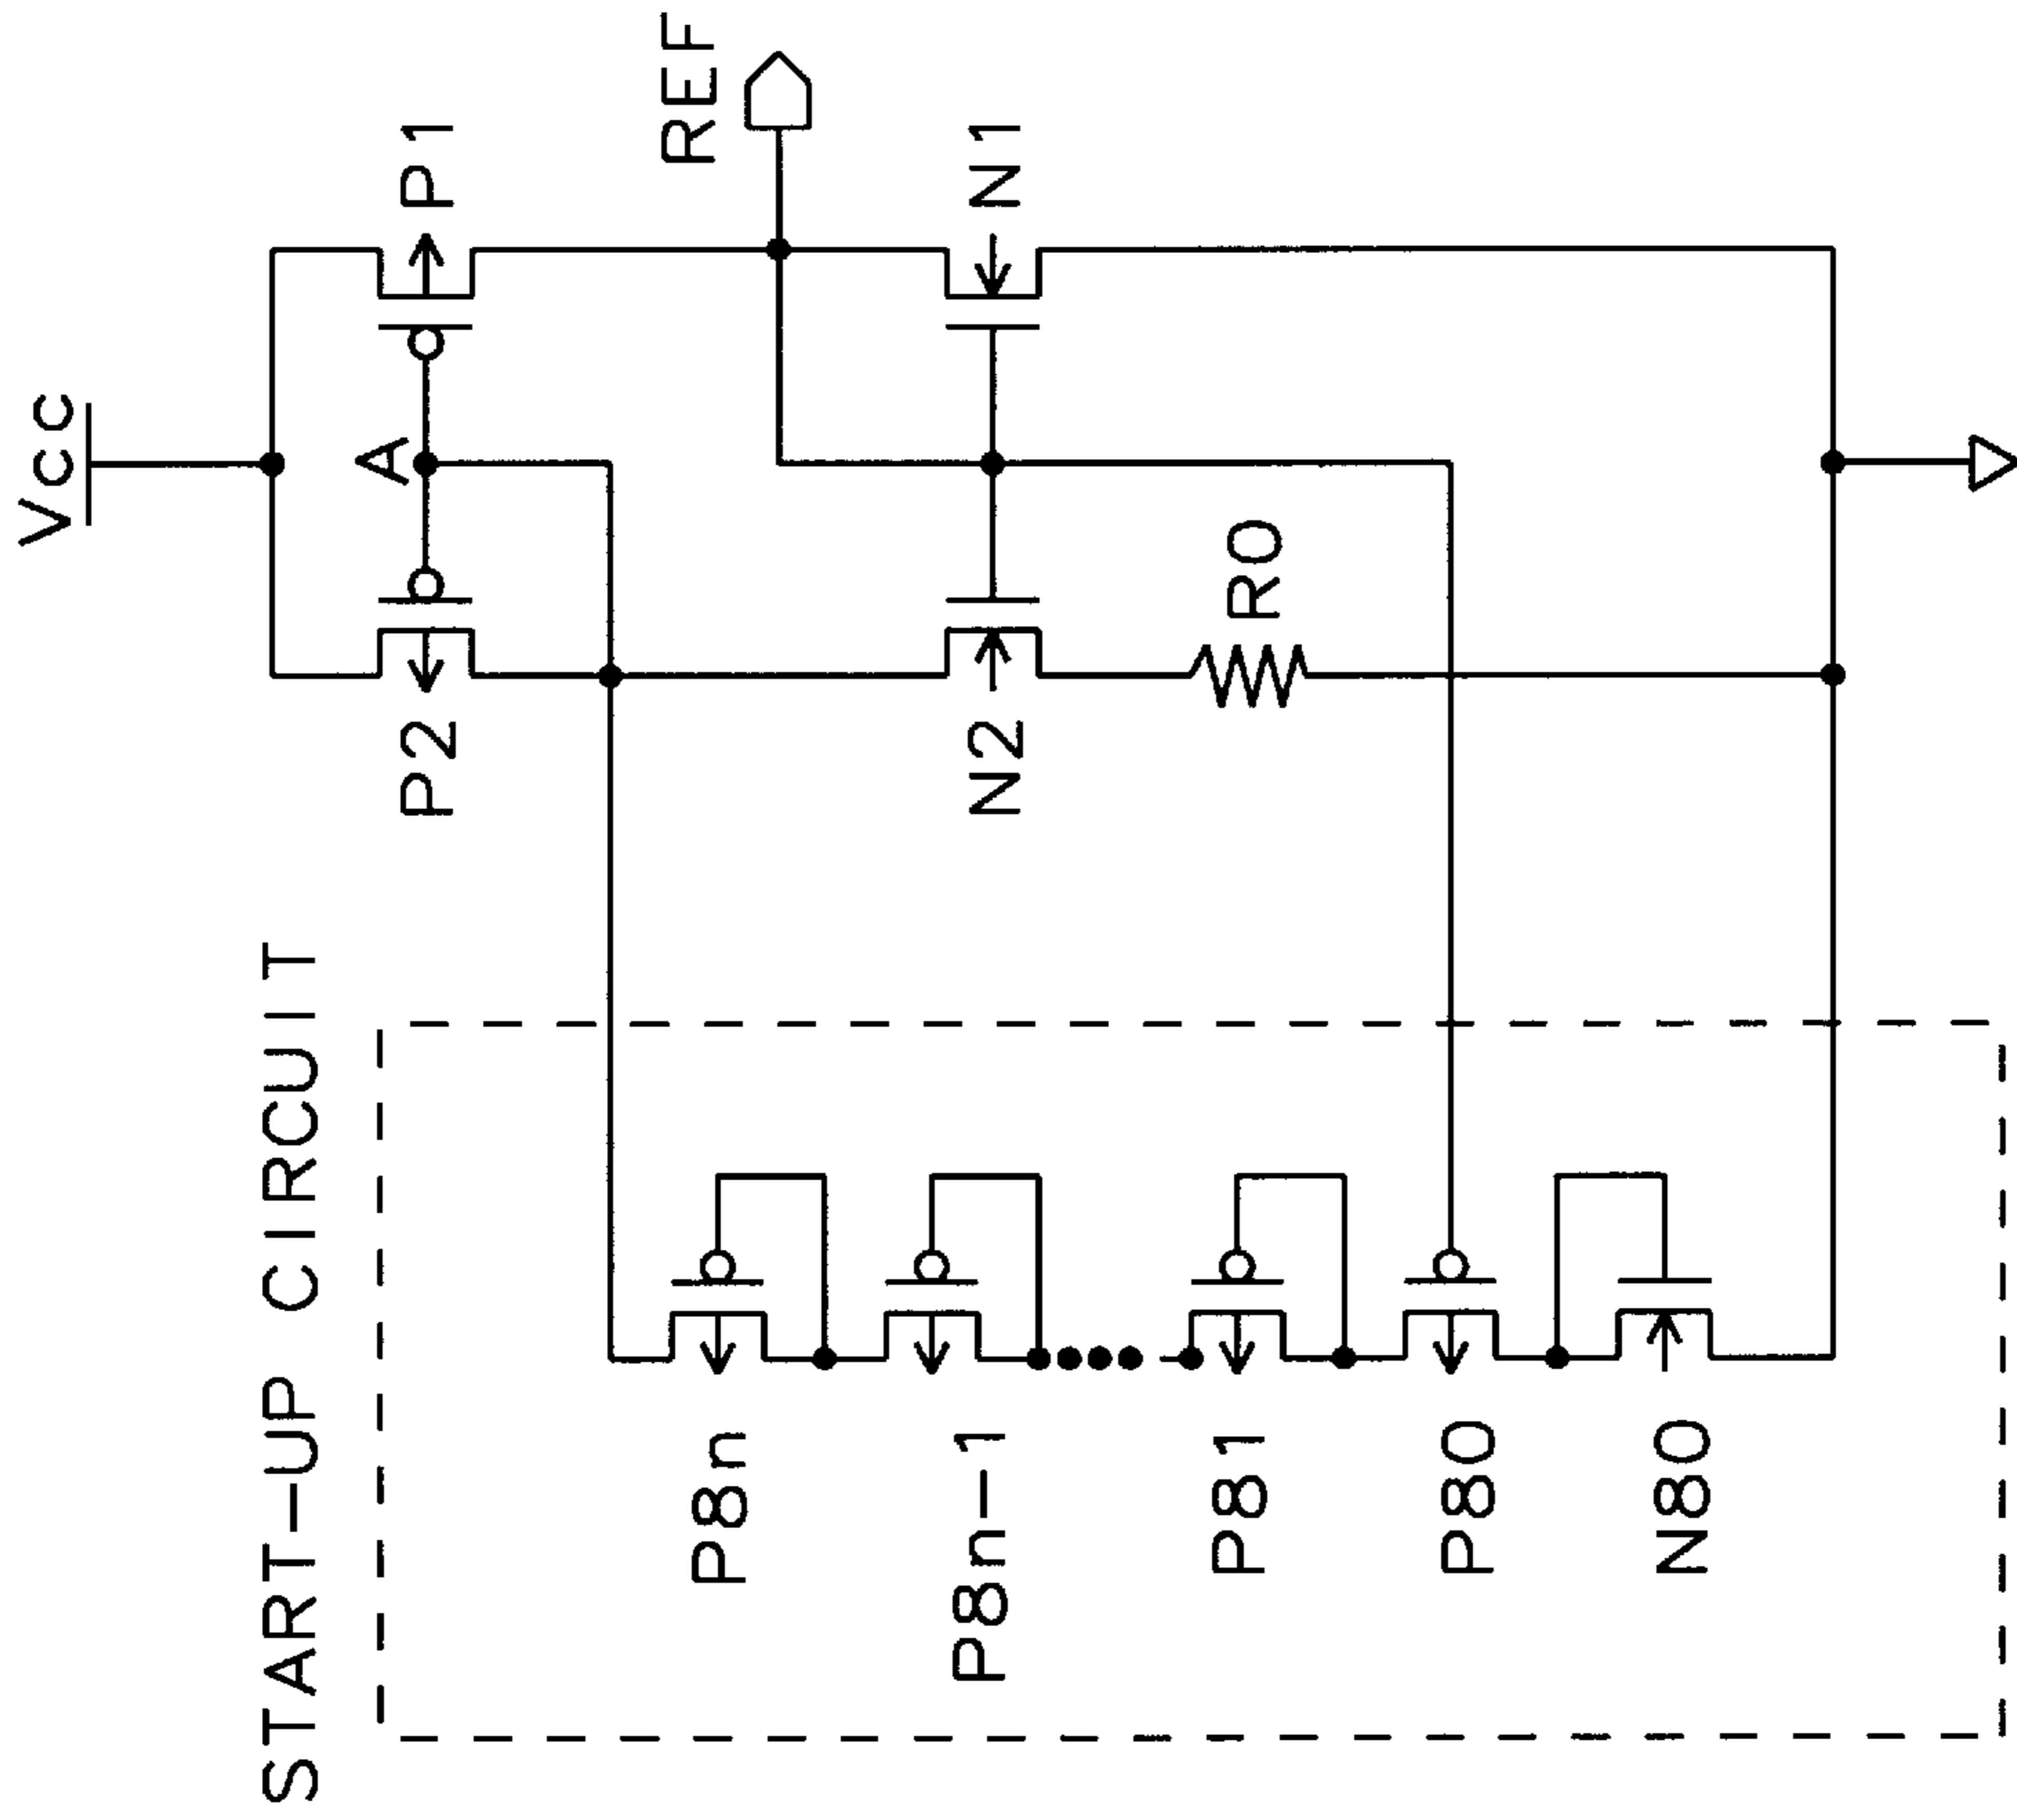 START-UP CIRCUIT
Vcc
P2
A
P1
REF
P8n
P8n-1
N2
N1
P81
R0
P80
N80